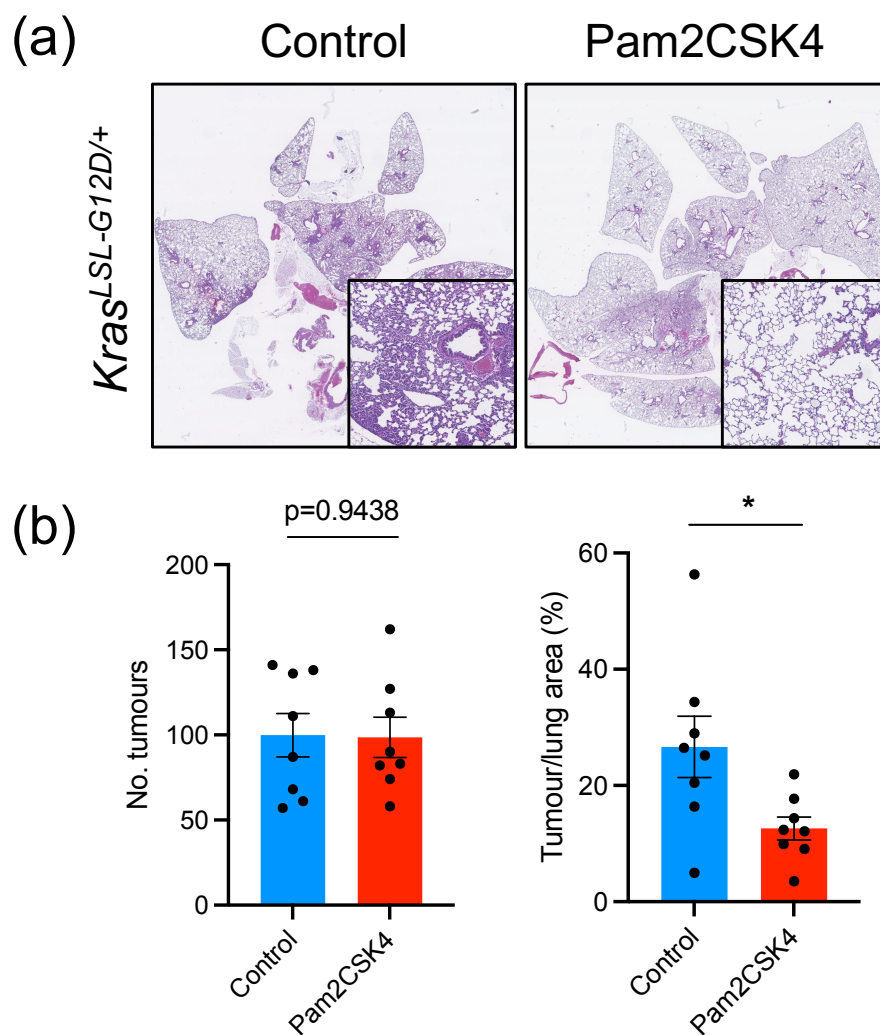 (a)
Control
Pam2CSK4
Kras^LSL-G12D/+
(b)
p=0.9438
No. tumours
200
150
100
50
0
Control
Pam2CSK4
*
Tumour/lung area (%)
60
40
20
0
Control
Pam2CSK4